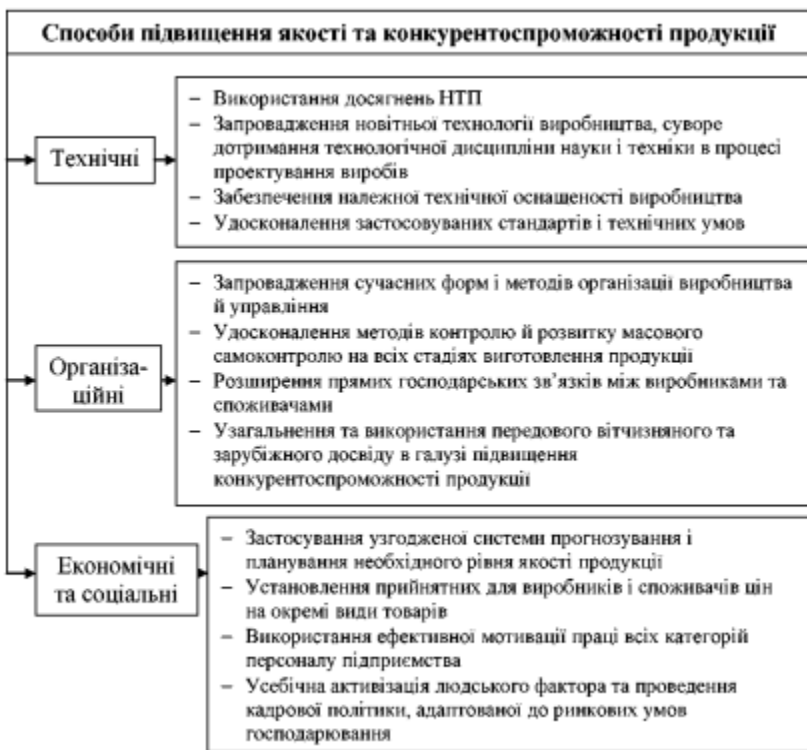 Способи підвищення якості та конкурентоспроможності продукції
Технічні
– Використання досягнень НТП
– Запровадження новітньої технології виробництва, суворе
дотримання технологічної дисципліни науки і техніки в процесі
проектування виробів
– Забезпечення належної технічної оснащеності виробництва
– Удосконалення застосовуваних стандартів і технічних умов
Організа-
ційні
– Запровадження сучасних форм і методів організації виробництва
й управління
– Удосконалення методів контролю й розвитку масового
самоконтролю на всіх стадіях виготовлення продукції
– Розширення прямих господарських зв’язків між виробниками та
споживачами
– Узагальнення та використання передового вітчизняного та
зарубіжного досвіду в галузі підвищення
конкурентоспроможності продукції
Економічні
та соціальні
– Застосування узгодженої системи прогнозування і
планування необхідного рівня якості продукції
– Установлення прийнятних для виробників і споживачів цін
на окремі види товарів
– Використання ефективної мотивації праці всіх категорій
персоналу підприємства
– Усебічна активізація людського фактора та проведення
кадрової політики, адаптованої до ринкових умов
господарювання